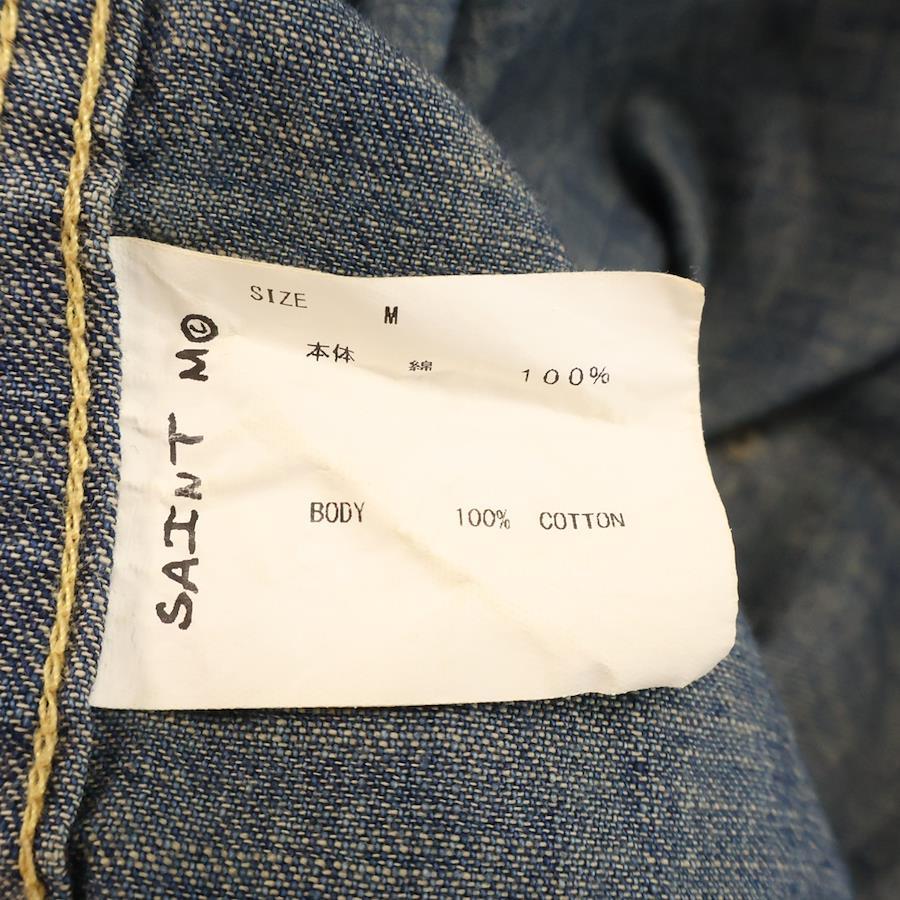 SIZE M
本体 綿 100%
BODY 100% COTTON
SAINT M©